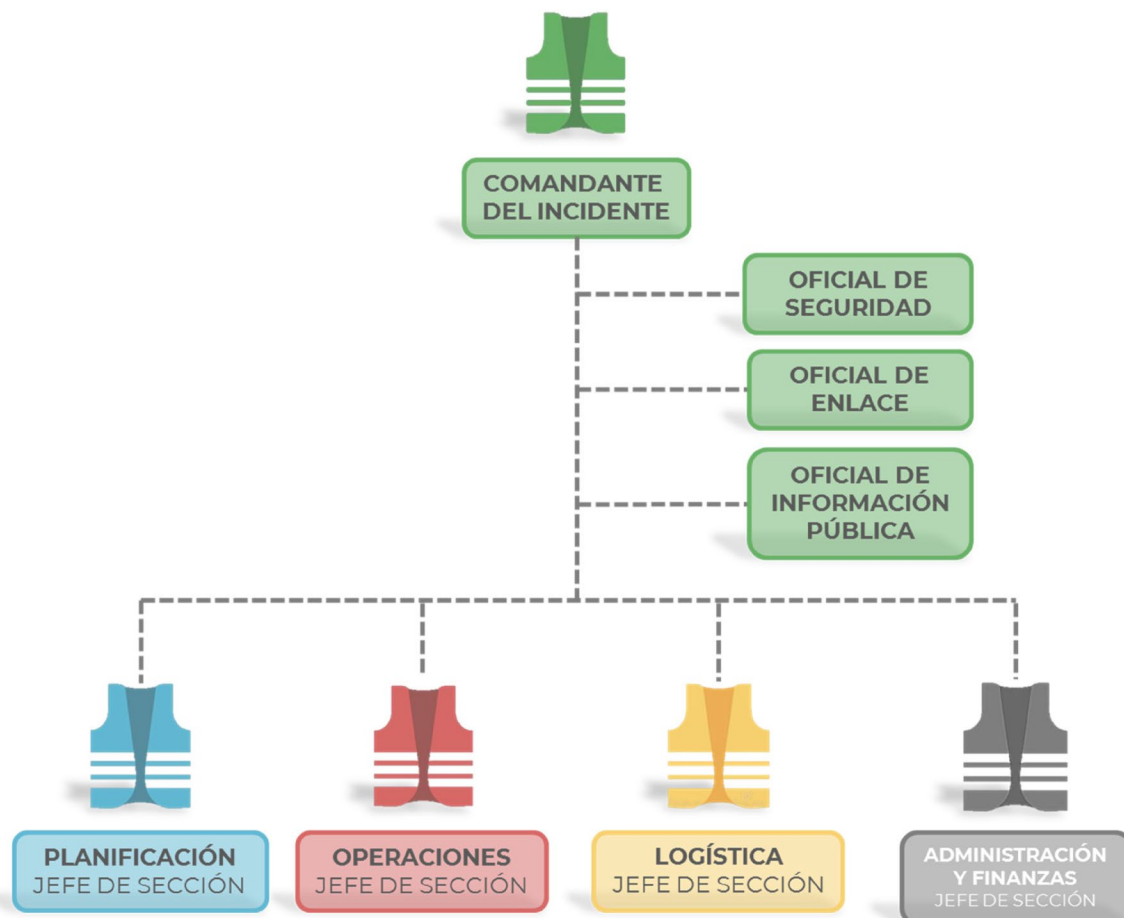 COMANDANTE
DEL INCIDENTE
OFICIAL DE
SEGURIDAD
OFICIAL DE
ENLACE
OFICIAL DE
INFORMACIÓN
PÚBLICA
PLANIFICACIÓN
JEFE DE SECCIÓN
OPERACIONES
JEFE DE SECCIÓN
LOGÍSTICA
JEFE DE SECCIÓN
ADMINISTRACIÓN
Y FINANZAS
JEFE DE SECCIÓN